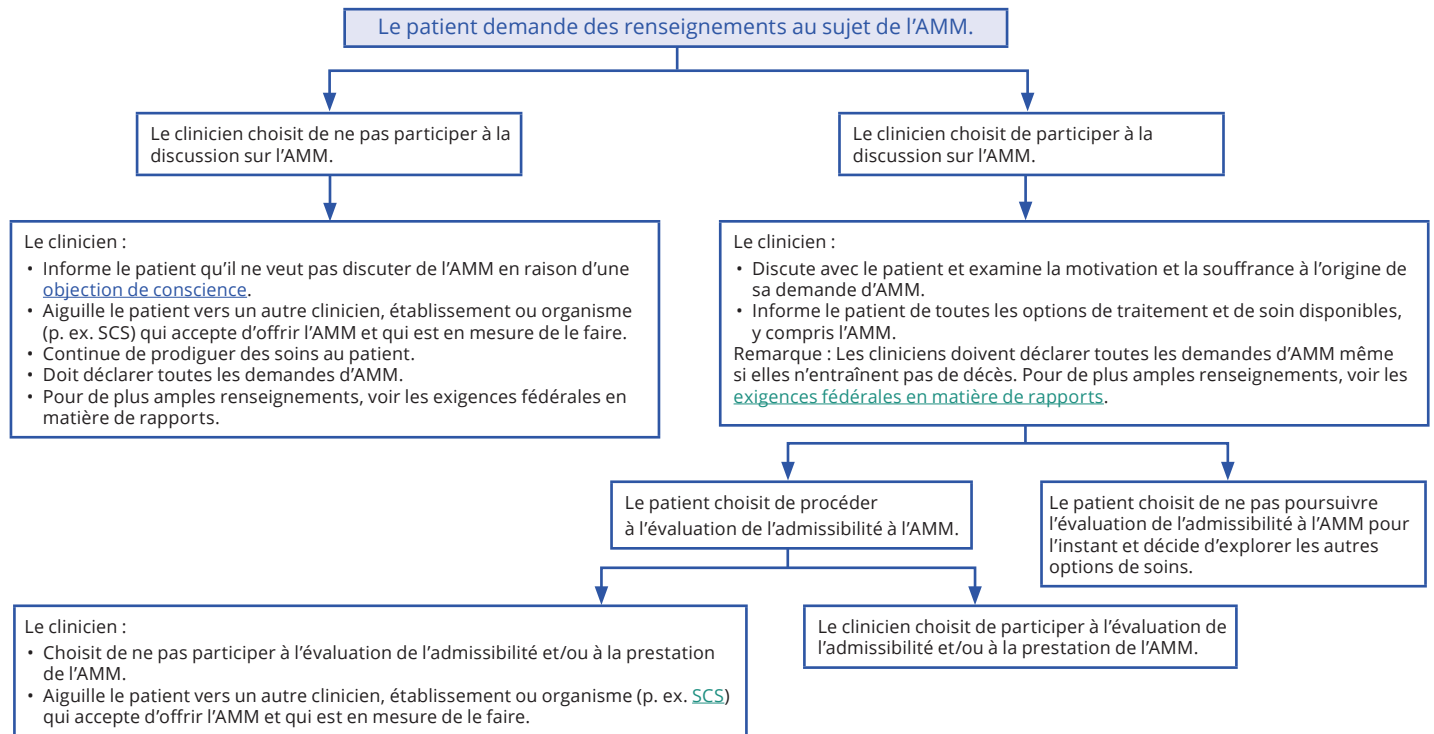 Le patient demande des renseignements au sujet de l’AMM.
Le clinicien choisit de ne pas participer à la
discussion sur l’AMM.
Le clinicien choisit de participer à la
discussion sur l’AMM.
Le clinicien :
• Informe le patient qu’il ne veut pas discuter de l’AMM en raison d’une
objection de conscience.
• Aiguille le patient vers un autre clinicien, établissement ou organisme
(p. ex. SCS) qui accepte d’offrir l’AMM et qui est en mesure de le faire.
• Continue de prodiguer des soins au patient.
• Doit déclarer toutes les demandes d’AMM.
• Pour de plus amples renseignements, voir les exigences fédérales en
matière de rapports.
Le clinicien :
• Discute avec le patient et examine la motivation et la souffrance à l’origine de
sa demande d’AMM.
• Informe le patient de toutes les options de traitement et de soin disponibles,
y compris l’AMM.
Remarque : Les cliniciens doivent déclarer toutes les demandes d’AMM même
si elles n’entraînent pas de décès. Pour de plus amples renseignements, voir les
exigences fédérales en matière de rapports.
Le patient choisit de procéder
à l’évaluation de l’admissibilité à l’AMM.
Le patient choisit de ne pas poursuivre
l’évaluation de l’admissibilité à l’AMM pour
l’instant et décide d’explorer les autres
options de soins.
Le clinicien :
• Choisit de ne pas participer à l’évaluation de l’admissibilité et/ou à la prestation
de l’AMM.
• Aiguille le patient vers un autre clinicien, établissement ou organisme (p. ex. SCS)
qui accepte d’offrir l’AMM et qui est en mesure de le faire.
Le clinicien choisit de participer à l’évaluation de
l’admissibilité et/ou à la prestation de l’AMM.